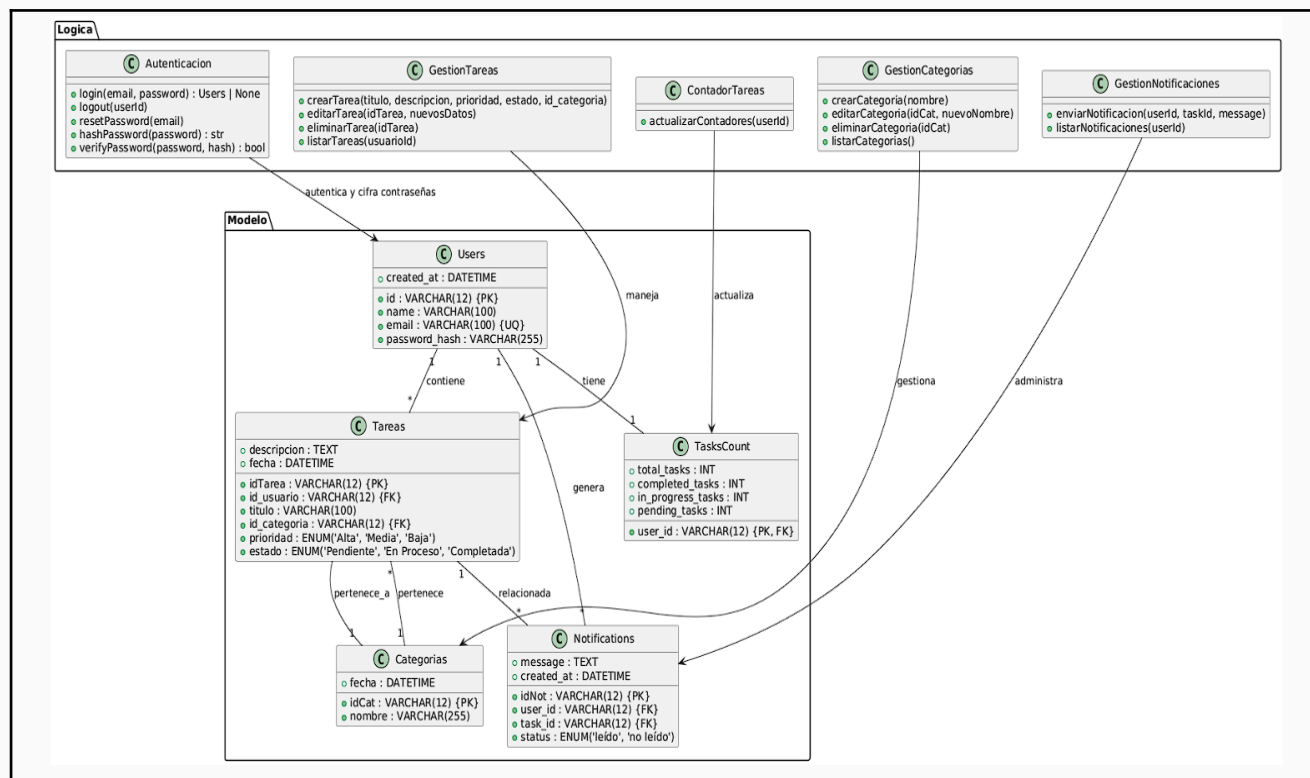 Logica
C Autenticacion
login(email, password) : Users | None
logout(userId)
resetPassword(email)
hashPassword(password) : str
verifyPassword(password, hash) : bool
C GestionTareas
crearTarea(titulo, descripcion, prioridad, estado, id_categoria)
editarTarea(idTarea, nuevosDatos)
eliminarTarea(idTarea)
listarTareas(usuarioId)
C ContadorTareas
actualizarContadores(userId)
C GestionCategorias
crearCategoria(nombre)
editarCategoria(idCat, nuevoNombre)
eliminarCategoria(idCat)
listarCategorias()
C GestionNotificaciones
enviarNotificacion(userId, taskId, message)
listarNotificaciones(userId)
autentica y cifra contraseñas
maneja
actualiza
gestiona
administra
Modelo
C Users
created_at : DATETIME
id : VARCHAR(12) {PK}
name : VARCHAR(100)
email : VARCHAR(100) {UQ}
password_hash : VARCHAR(255)
1
1
1
contiene
tiene
*
1
C Tareas
descripcion : TEXT
fecha : DATETIME
idTarea : VARCHAR(12) {PK}
id_usuario : VARCHAR(12) {FK}
titulo : VARCHAR(100)
id_categoria : VARCHAR(12) {FK}
prioridad : ENUM('Alta', 'Media', 'Baja')
estado : ENUM('Pendiente', 'En Proceso', 'Completada')
C TasksCount
total_tasks : INT
completed_tasks : INT
in_progress_tasks : INT
pending_tasks : INT
user_id : VARCHAR(12) {PK, FK}
genera
*
1
pertenece_a
pertenece
relacionada
1
1
*
*
C Categorias
fecha : DATETIME
idCat : VARCHAR(12) {PK}
nombre : VARCHAR(255)
C Notifications
message : TEXT
created_at : DATETIME
idNot : VARCHAR(12) {PK}
user_id : VARCHAR(12) {FK}
task_id : VARCHAR(12) {FK}
status : ENUM('leído', 'no leído')